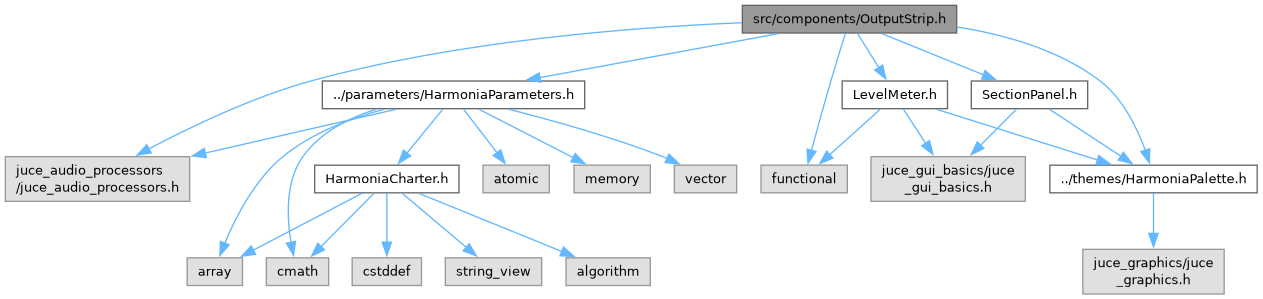 src/components/OutputStrip.h
../parameters/HarmoniaParameters.h
LevelMeter.h
SectionPanel.h
juce_audio_processors
/juce_audio_processors.h
HarmoniaCharter.h
atomic
memory
vector
functional
juce_gui_basics/juce
_gui_basics.h
../themes/HarmoniaPalette.h
array
cmath
cstddef
string_view
algorithm
juce_graphics/juce
_graphics.h